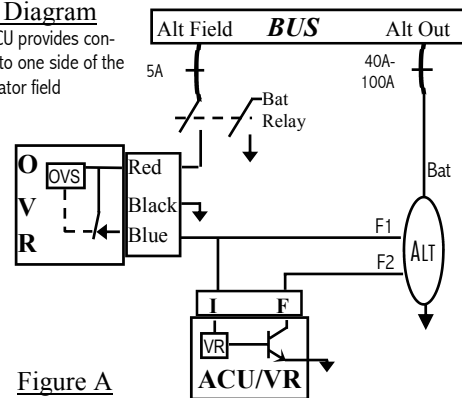 Diagram
CU provides con-
to one side of the
ator field
Alt Field BUS Alt Out
5A
40A-
100A
Bat
Relay
O
V
R
OVS
Red
Black
Blue
Bat
F1
F2
ALT
I F
VR
ACU/VR
Figure A